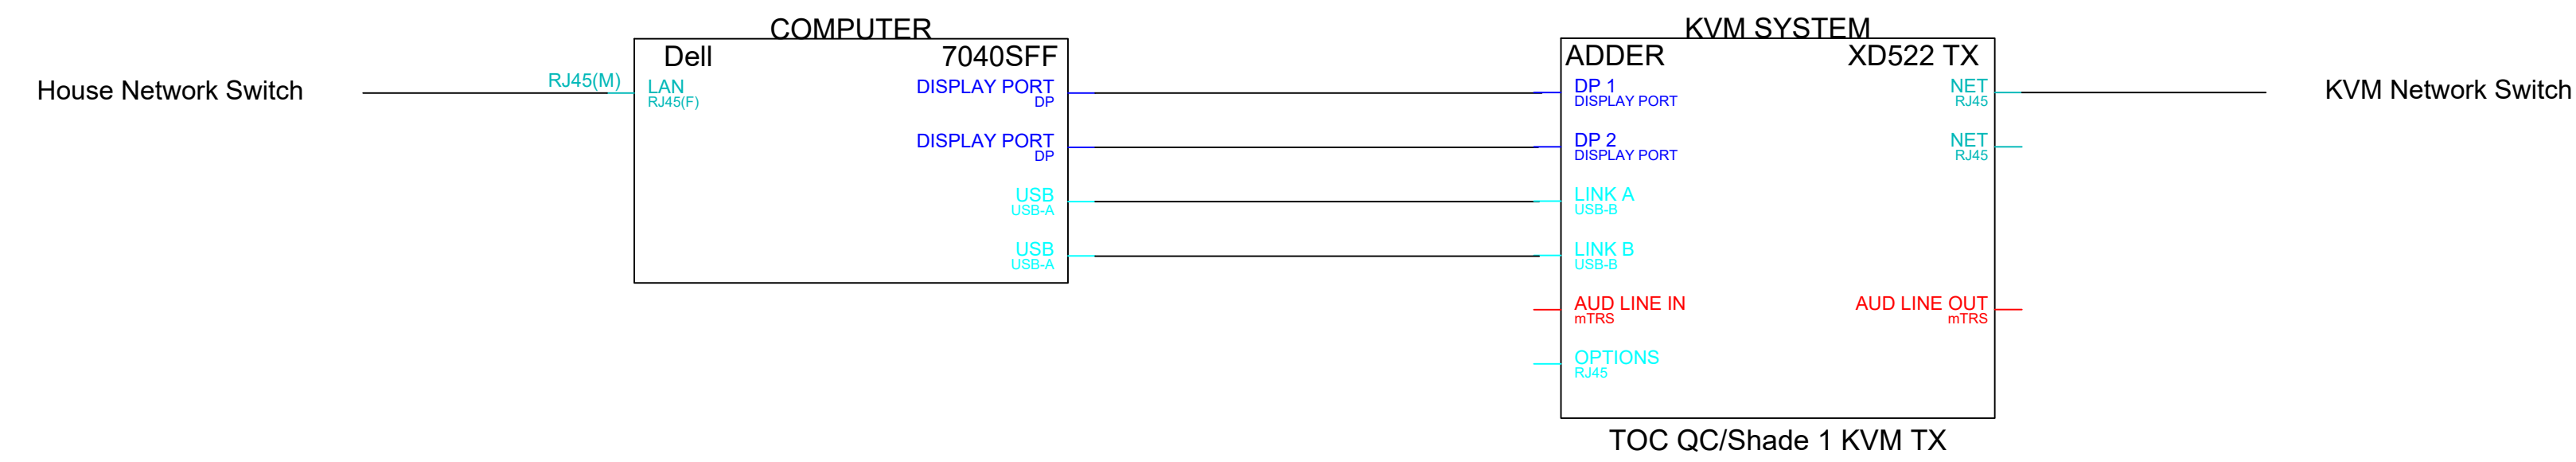 COMPUTER
KVM SYSTEM
Dell
7040SFF
ADDER
XD522 TX
House Network Switch
RJ45(M)
LAN
RJ45(F)
DISPLAY PORT
DP
DISPLAY PORT
DP
USB
USB-A
USB
USB-A
DP 1
DISPLAY PORT
DP 2
DISPLAY PORT
LINK A
USB-B
LINK B
USB-B
AUD LINE IN
mTRS
OPTIONS
RJ45
NET
RJ45
NET
RJ45
AUD LINE OUT
mTRS
KVM Network Switch
TOC QC/Shade 1 KVM TX